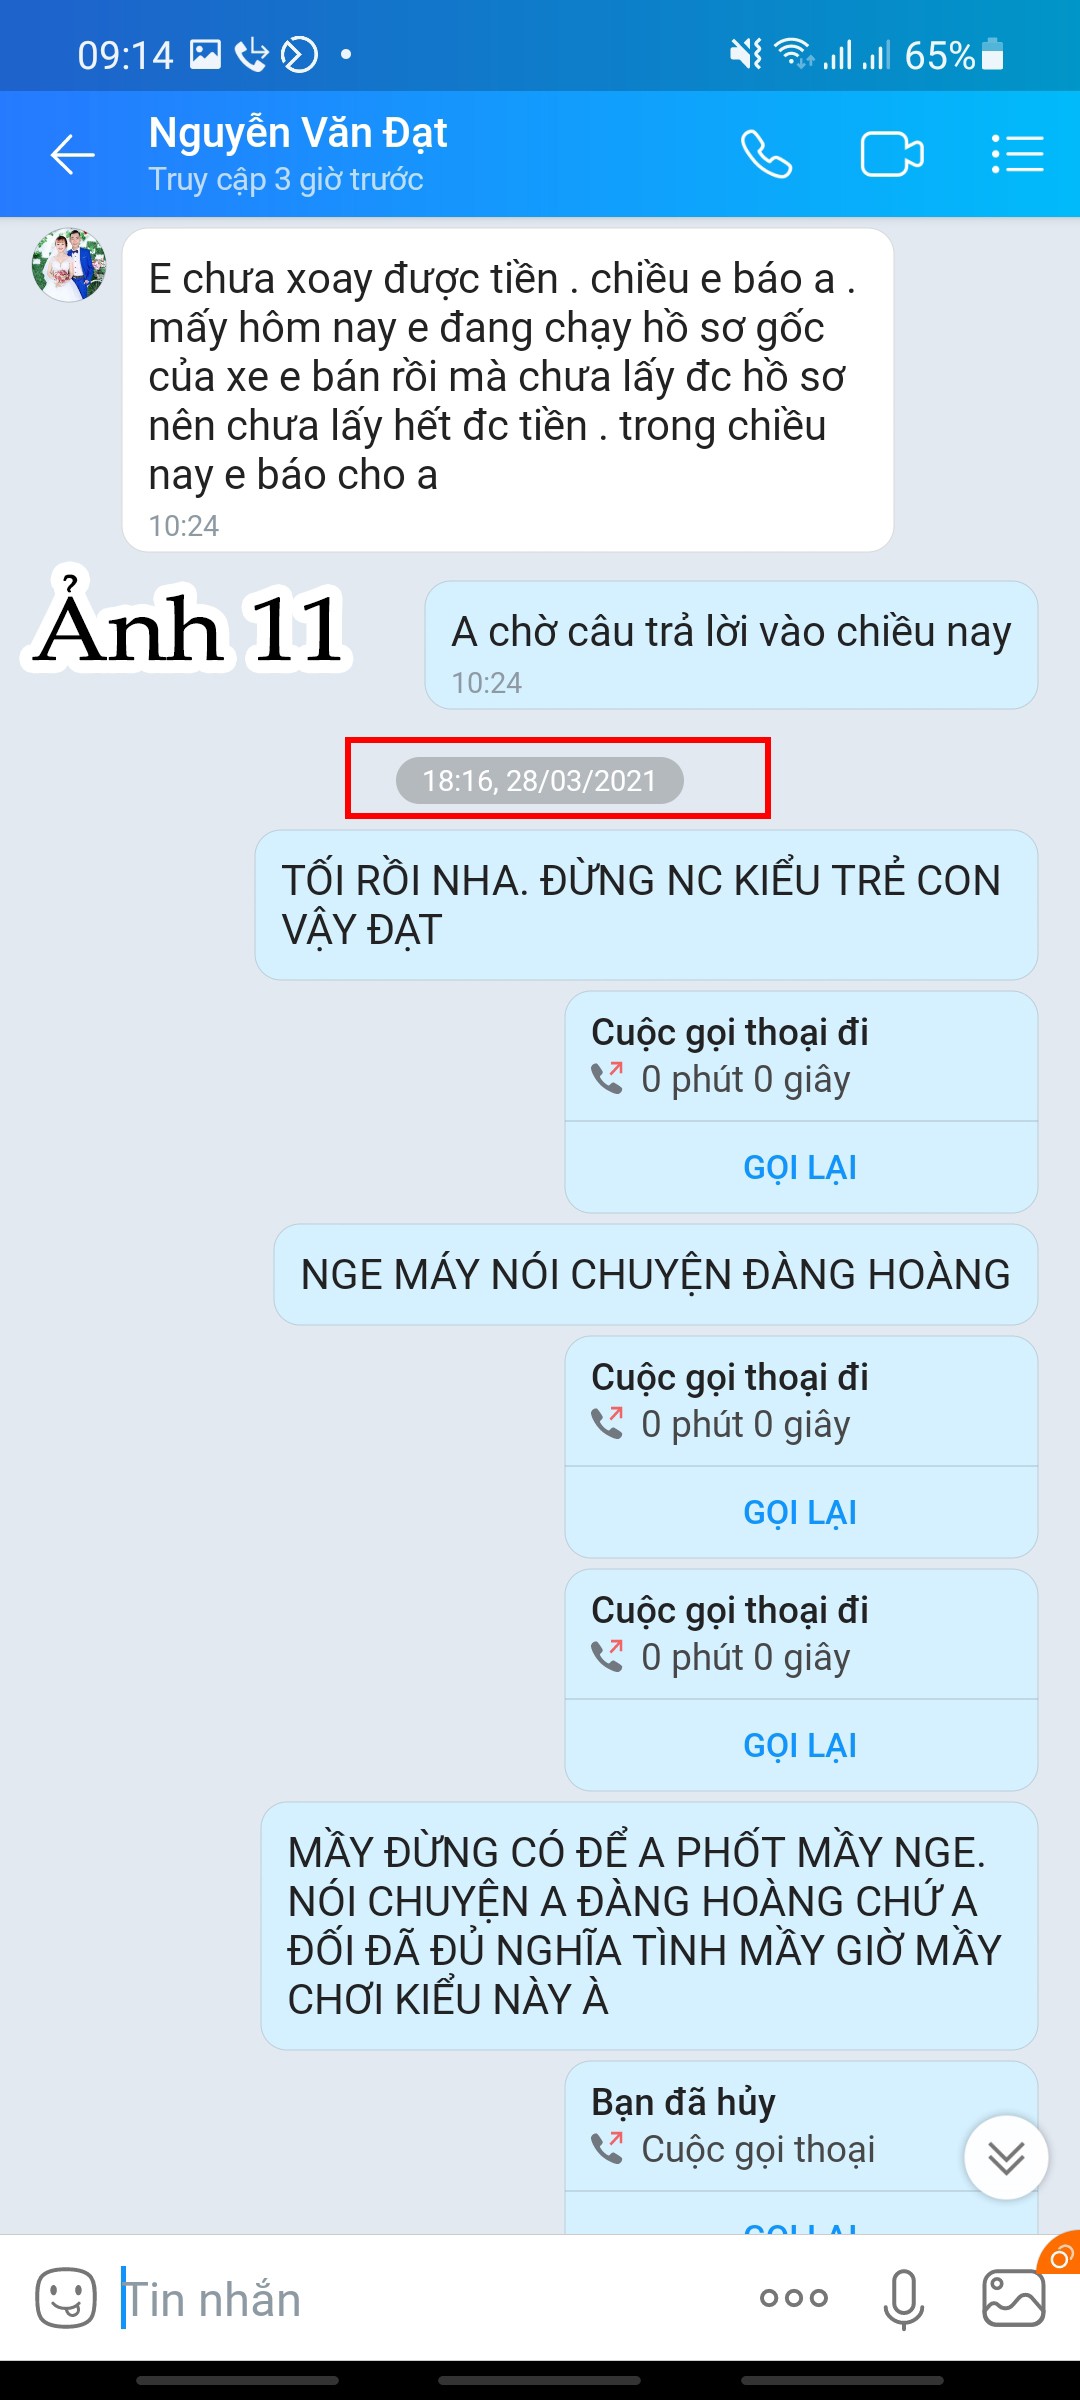 09:14
65%
Nguyễn Văn Đạt
Truy cập 3 giờ trước
E chưa xoay được tiền . chiều e báo a .
mấy hôm nay e đang chạy hồ sơ gốc
của xe e bán rồi mà chưa lấy đc hồ sơ
nên chưa lấy hết đc tiền . trong chiều
nay e báo cho a
10:24
Ảnh 11
A chờ câu trả lời vào chiều nay
10:24
18:16, 28/03/2021
TỐI RỒI NHA. ĐỪNG NC KIỂU TRẺ CON
VẬY ĐẠT
Cuộc gọi thoại đi
0 phút 0 giây
GỌI LẠI
NGE MÁY NÓI CHUYỆN ĐÀNG HOÀNG
Cuộc gọi thoại đi
0 phút 0 giây
GỌI LẠI
Cuộc gọi thoại đi
0 phút 0 giây
GỌI LẠI
MẦY ĐỪNG CÓ ĐỂ A PHỐT MẦY NGE.
NÓI CHUYỆN A ĐÀNG HOÀNG CHỨ A
ĐỐI ĐÃ ĐỦ NGHĨA TÌNH MẦY GIỜ MẦY
CHƠI KIỂU NÀY À
Bạn đã hủy
Cuộc gọi thoại
GỌI LẠI
Tin nhắn